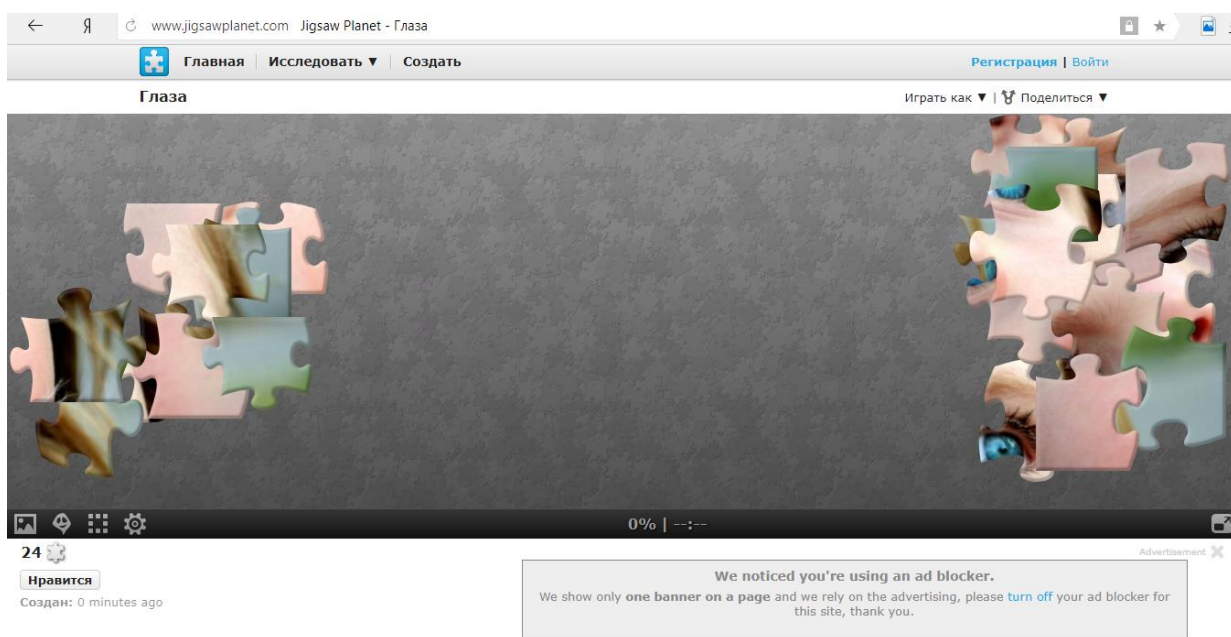 Я www.jigsawplanet.com Jigsaw Planet - Глаза
Главная Исследовать ▼ Создать Регистрация | Войти
Глаза Играть как ▼ | Поделиться ▼
0% | --:--
24
Advertisement
Нравится
Создан: 0 minutes ago
We noticed you're using an ad blocker.
We show only one banner on a page and we rely on the advertising, please turn off your ad blocker for
this site, thank you.